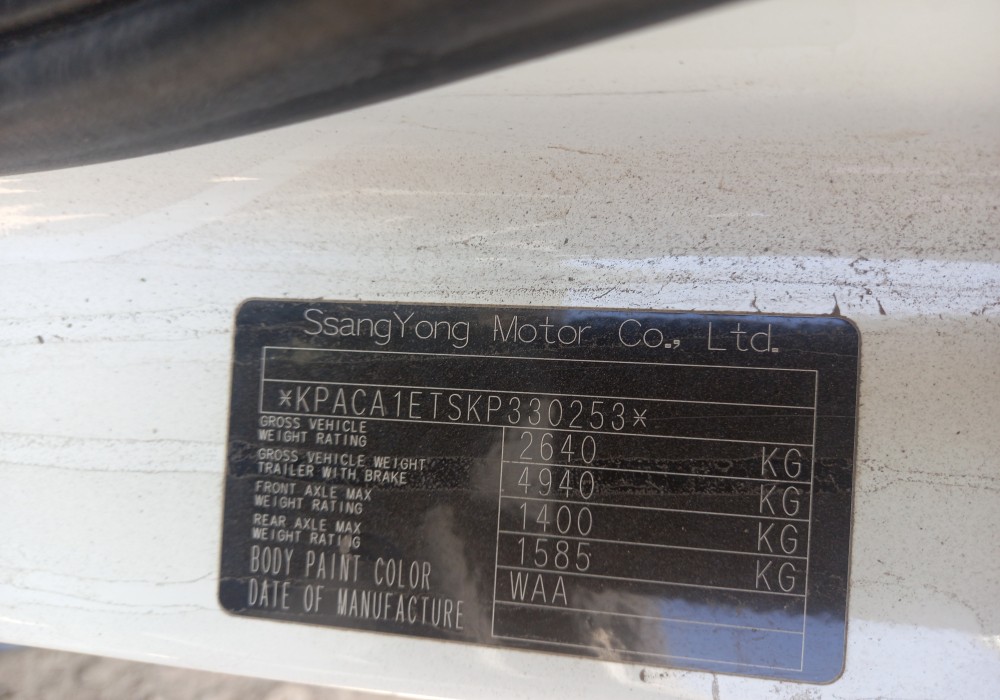 SsangYong Motor Co., Ltd.
*KPACA1ETSKP330253*
GROSS VEHICLE
WEIGHT RATING 2640 KG
GROSS VEHICLE WEIGHT
TRAILER WITH BRAKE 4940 KG
FRONT AXLE MAX
WEIGHT RATING 1400 KG
REAR AXLE MAX
WEIGHT RATING 1585 KG
BODY PAINT COLOR WAA
DATE OF MANUFACTURE